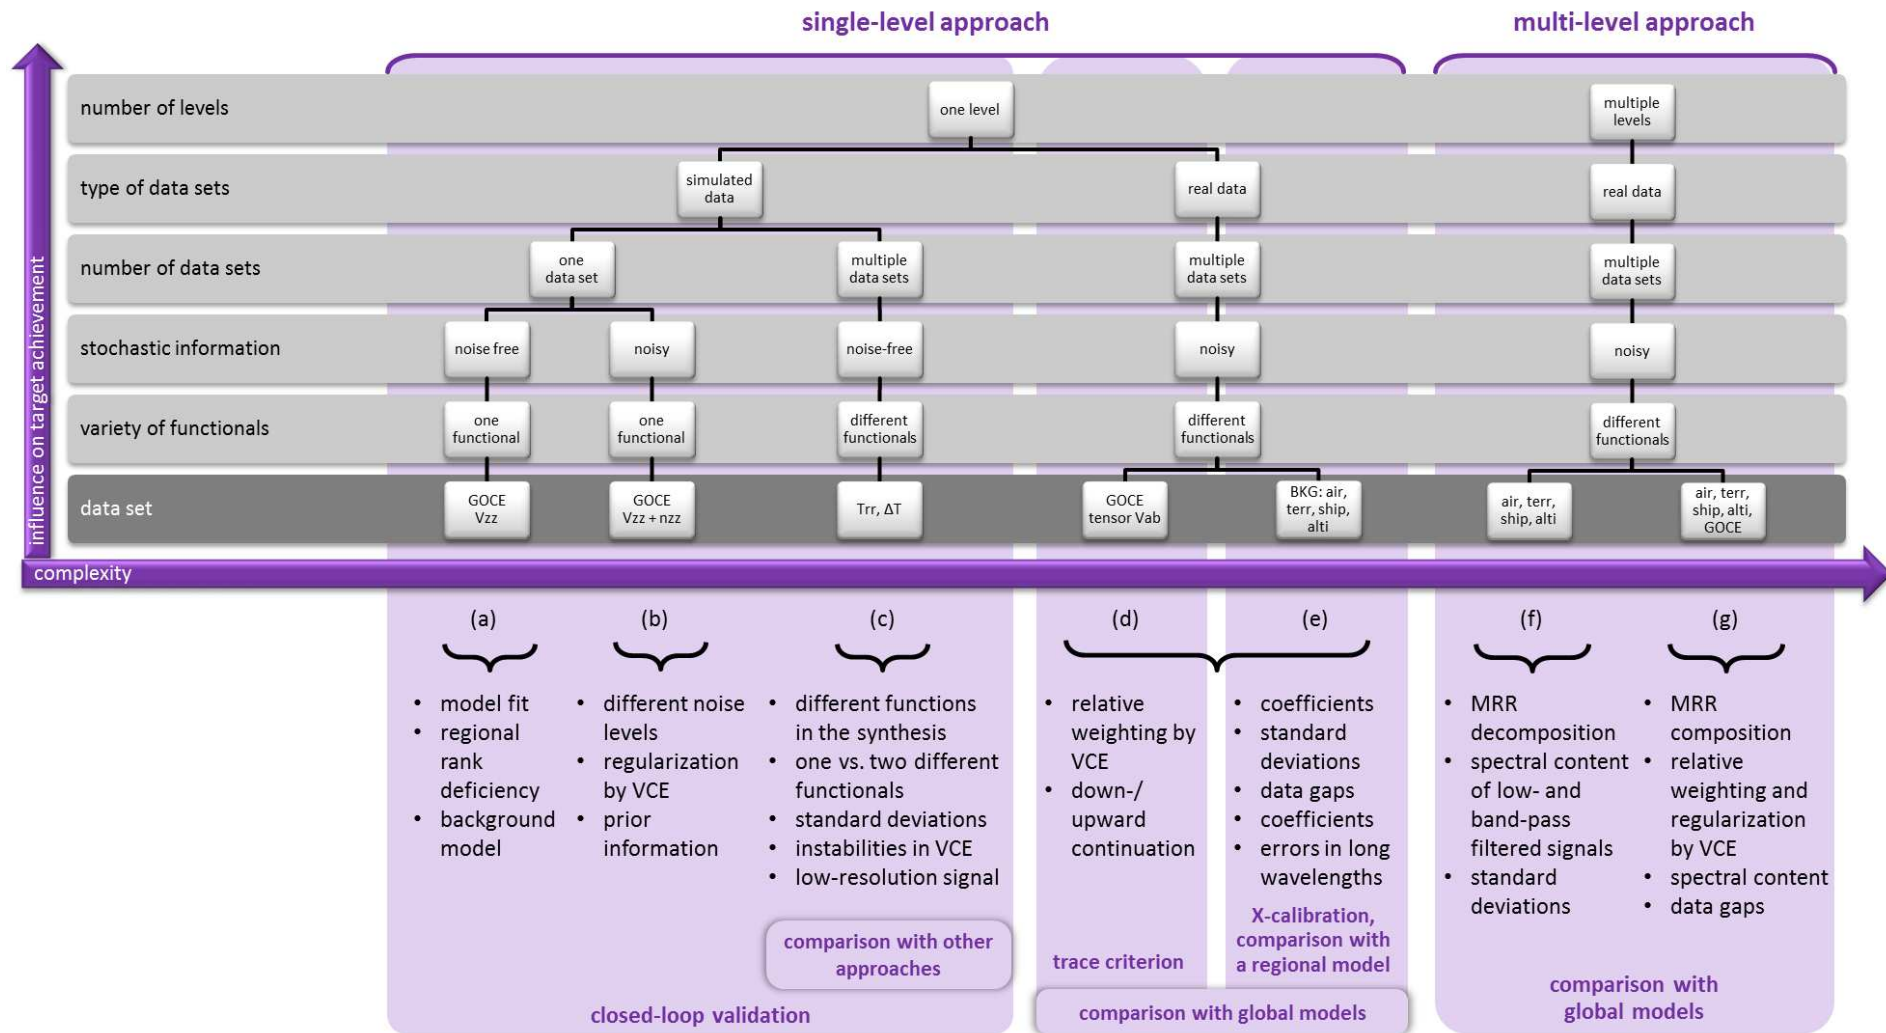 single-level approach
multi-level approach
influence on target achievement
number of levels
one level
multiple
levels
type of data sets
simulated
data
real data
real data
number of data sets
one
data set
multiple
data sets
multiple
data sets
multiple
data sets
stochastic information
noise free
noisy
noise-free
noisy
noisy
variety of functionals
one
functional
one
functional
different
functionals
different
functionals
different
functionals
data set
GOCE
Vzz
GOCE
Vzz + nzz
Trr, ΔT
GOCE
tensor Vab
BKG: air,
terr, ship,
alti
air, terr,
ship, alti
air, terr,
ship, alti,
GOCE
complexity
(a)
(b)
(c)
(d)
(e)
(f)
(g)
• model fit
• regional
rank
deficiency
• background
model
• different noise
levels
• regularization
by VCE
• prior
information
• different functions
in the synthesis
• one vs. two different
functionals
• standard deviations
• instabilities in VCE
• low-resolution signal
• relative
weighting by
VCE
• down-/
upward
continuation
• coefficients
• standard
deviations
• data gaps
• coefficients
• errors in long
wavelengths
• MRR
decomposition
• spectral content
of low- and
band-pass
filtered signals
• standard
deviations
• MRR
composition
• relative
weighting and
regularization
by VCE
• spectral content
• data gaps
comparison with other
approaches
trace criterion
X-calibration,
comparison with
a regional model
closed-loop validation
comparison with global models
comparison with
global models